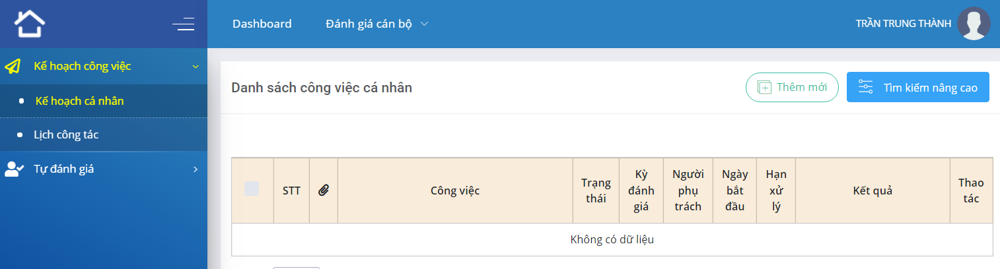 Dashboard
Đánh giá cán bộ
TRẦN TRUNG THÀNH
Kế hoạch công việc
Kế hoạch cá nhân
Lịch công tác
Tự đánh giá
Danh sách công việc cá nhân
Thêm mới
Tìm kiếm nâng cao
STT
Công việc
Trạng
thái
Kỳ
đánh
giá
Người
phụ
trách
Ngày
bắt
đầu
Hạn
xử
lý
Kết quả
Thao
tác
Không có dữ liệu